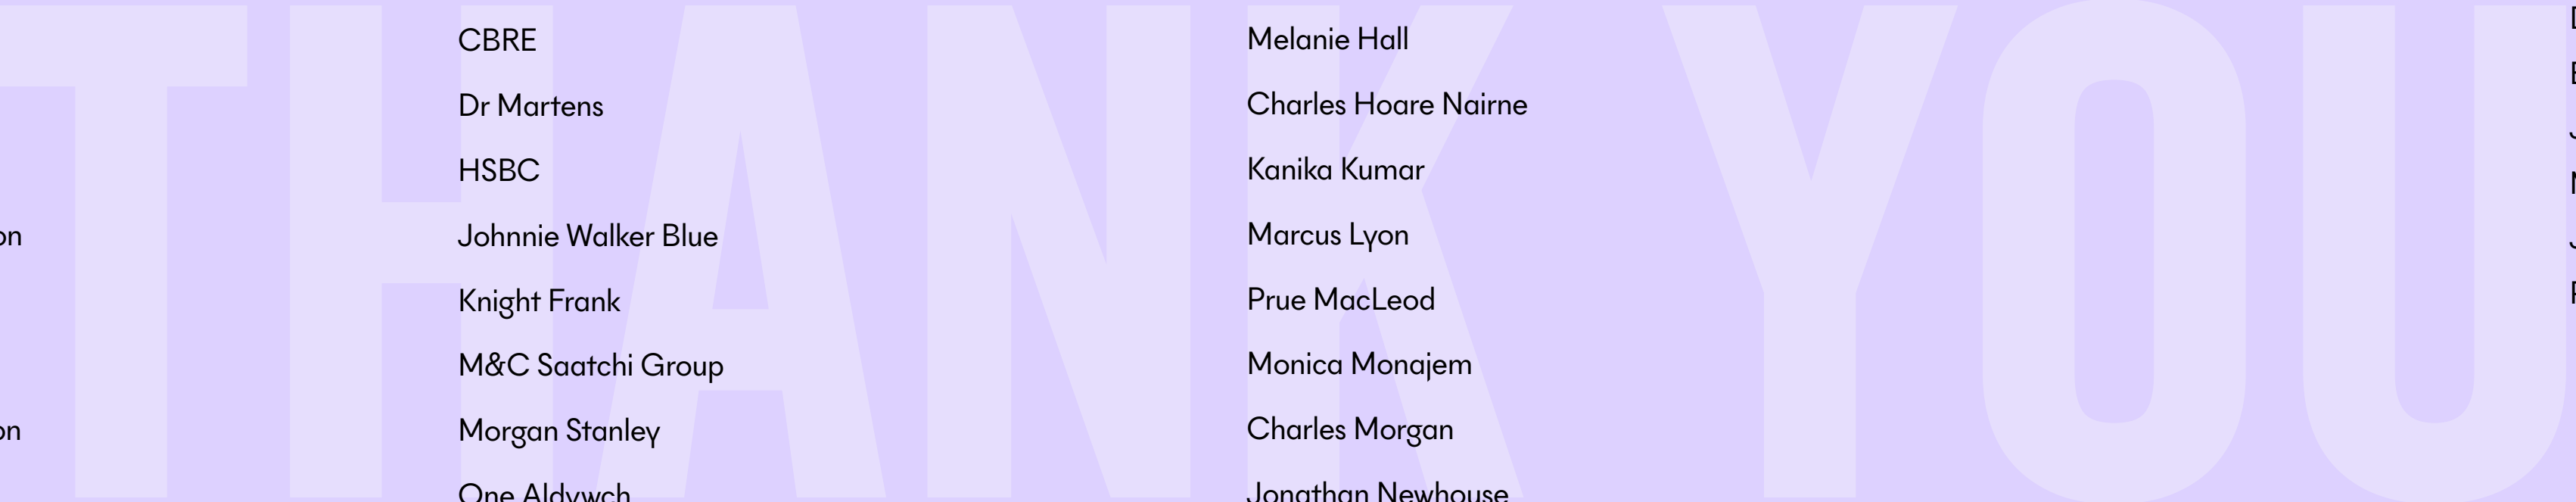 THANK YOU
CBRE
Dr Martens
HSBC
Johnnie Walker Blue
Knight Frank
M&C Saatchi Group
Morgan Stanley
One Aldwych
Melanie Hall
Charles Hoare Nairne
Kanika Kumar
Marcus Lyon
Prue MacLeod
Monica Monajem
Charles Morgan
Jonathan Newhouse